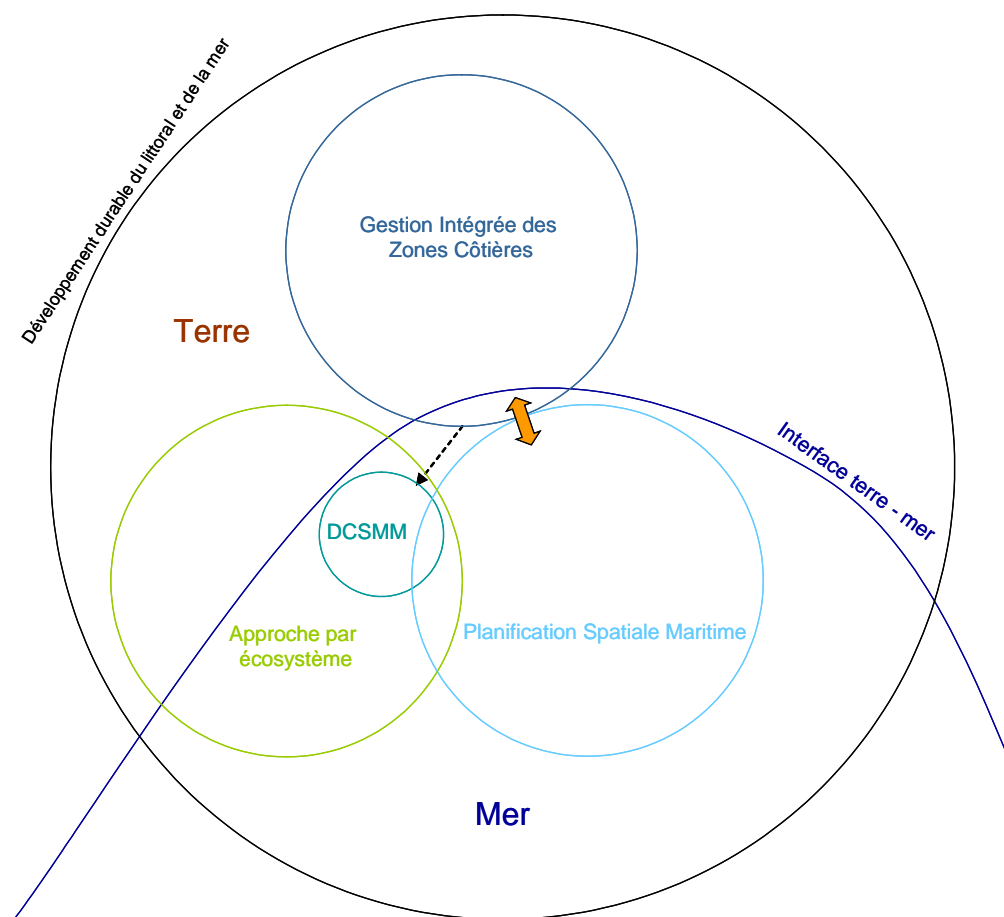 Développement durable du littoral et de la mer
Gestion Intégrée des
Zones Côtières
Terre
Interface terre - mer
DCSMM
Approche par
écosystème
Planification Spatiale Maritime
Mer